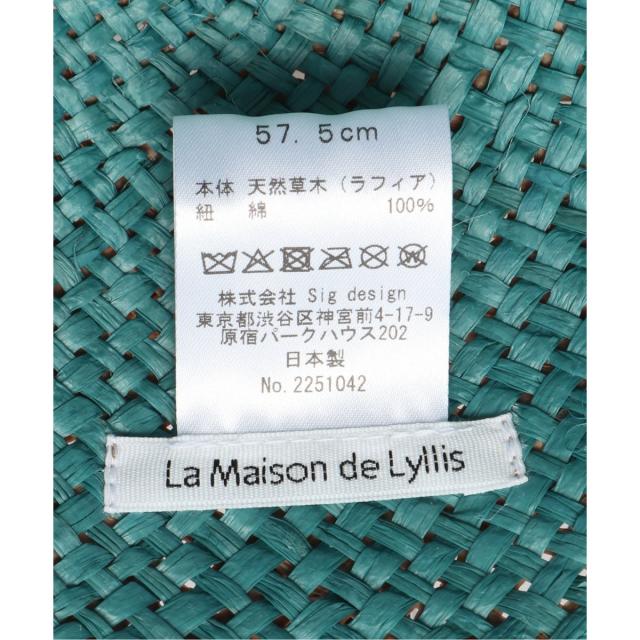 57. 5cm
本体 天然草木（ラフィア）
紐 綿 100%
株式会社 Sig design
東京都渋谷区神宮前4-17-9
原宿パークハウス202
日本製
No. 2251042
La Maison de Lyllis